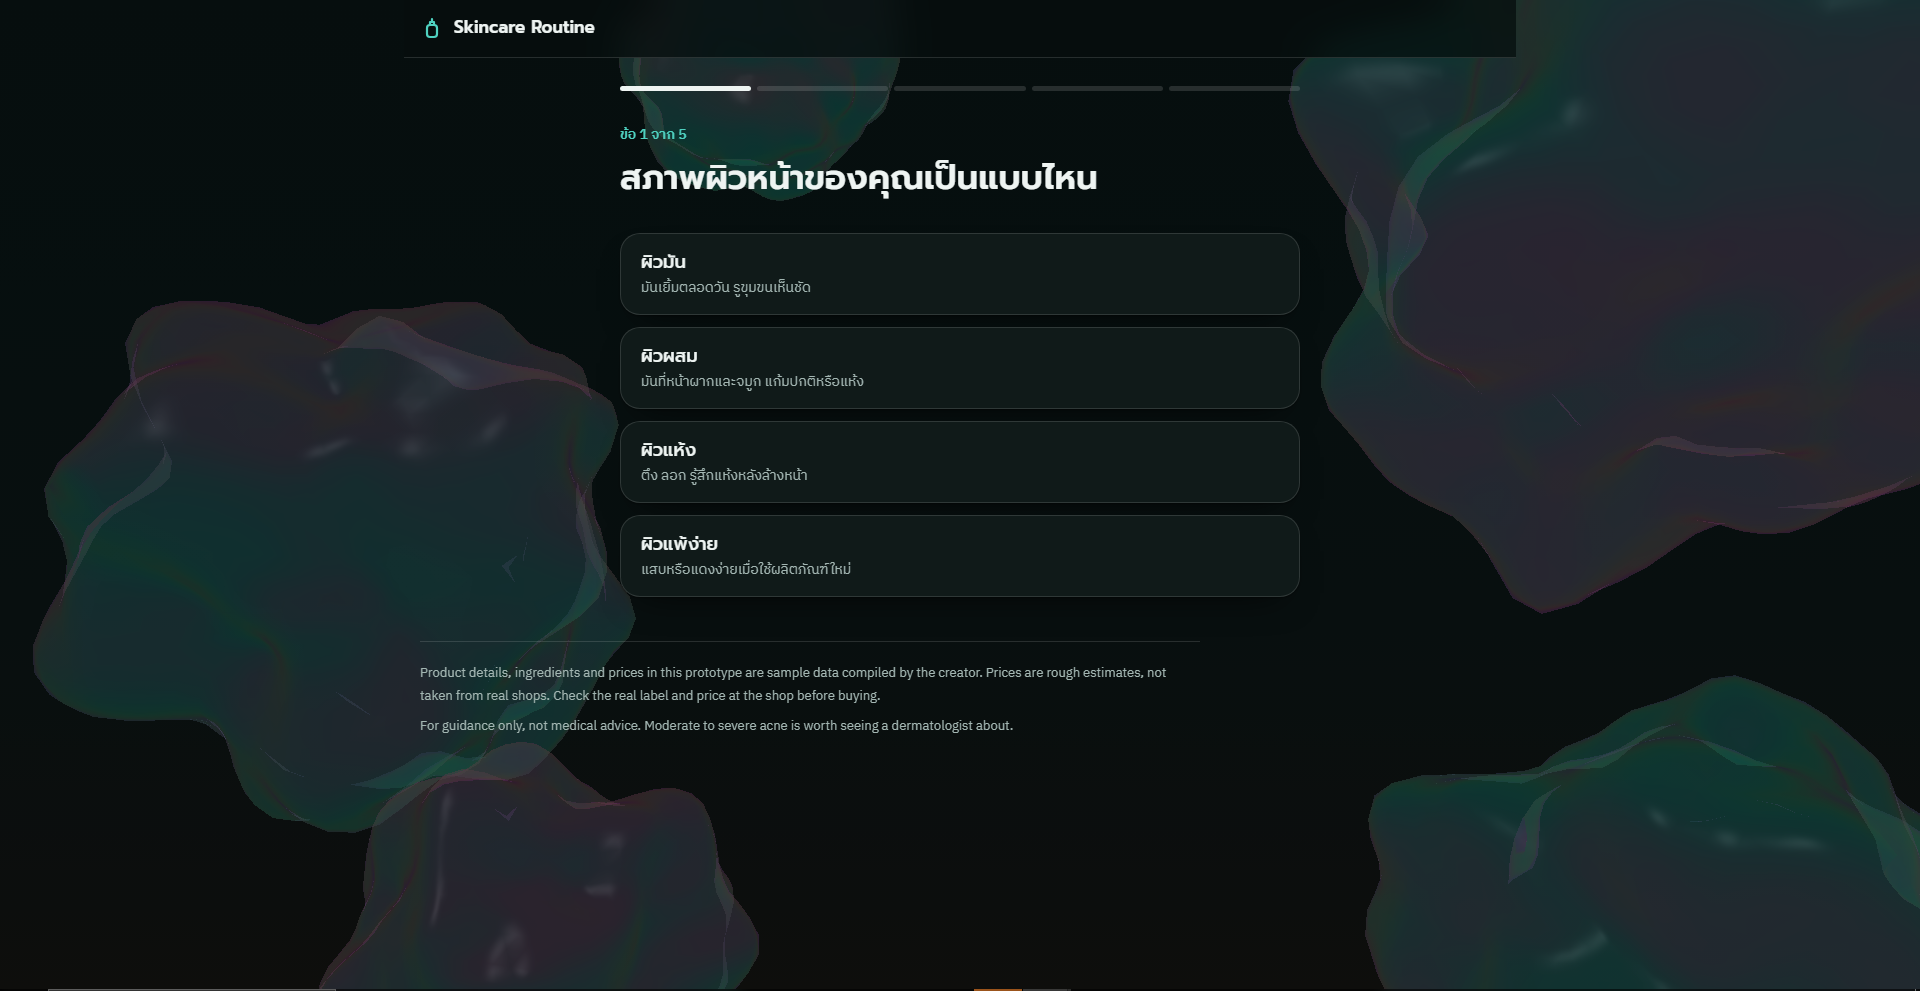 Skincare Routine
ข้อ 1 จาก 5
สภาพผิวหน้าของคุณเป็นแบบไหน
ผิวมัน
มันเยิ้มตลอดวัน รูขุมขนเห็นชัด
ผิวผสม
มันที่หน้าผากและจมูก แก้มปกติหรือแห้ง
ผิวแห้ง
ตึง ลอก รู้สึกแห้งหลังล้างหน้า
ผิวแพ้ง่าย
แสบหรือแดงง่ายเมื่อใช้ผลิตภัณฑ์ใหม่
Product details, ingredients and prices in this prototype are sample data compiled by the creator. Prices are rough estimates, not
taken from real shops. Check the real label and price at the shop before buying.
For guidance only, not medical advice. Moderate to severe acne is worth seeing a dermatologist about.